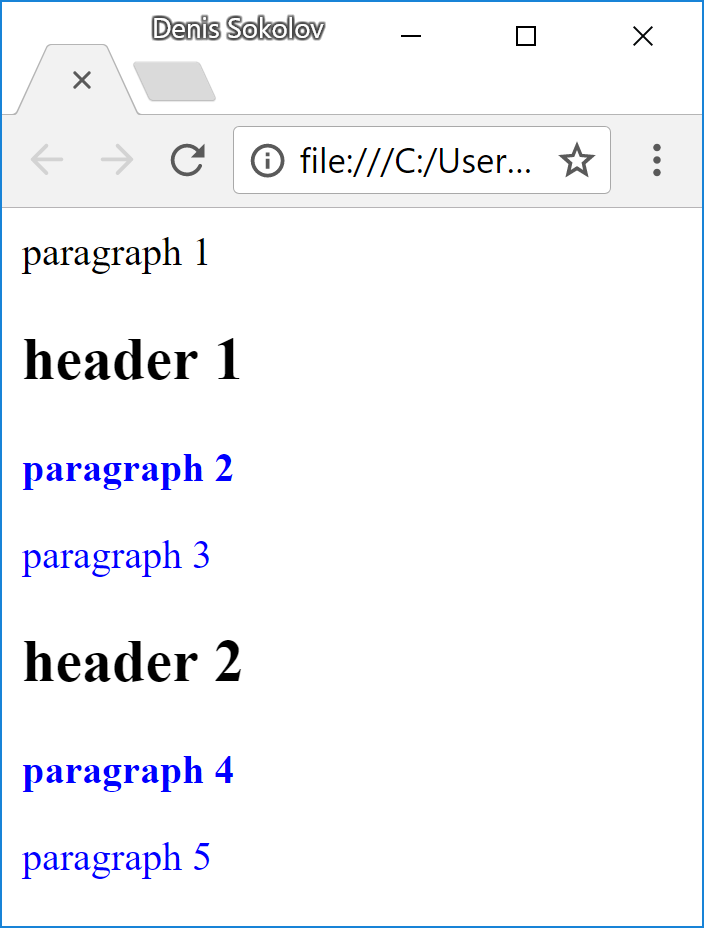 Denis Sokolov
file:///C:/User...
paragraph 1
header 1
paragraph 2
paragraph 3
header 2
paragraph 4
paragraph 5